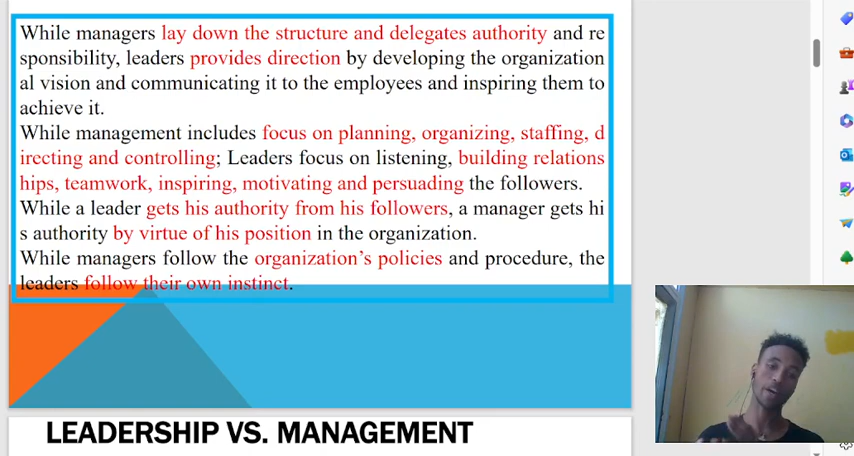 While managers lay down the structure and delegates authority and re
sponsibility, leaders provides direction by developing the organization
al vision and communicating it to the employees and inspiring them to
achieve it.
While management includes focus on planning, organizing, staffing, d
irecting and controlling; Leaders focus on listening, building relations
hips, teamwork, inspiring, motivating and persuading the followers.
While a leader gets his authority from his followers, a manager gets hi
s authority by virtue of his position in the organization.
While managers follow the organization's policies and procedure, the
leaders follow their own instinct.
LEADERSHIP VS. MANAGEMENT